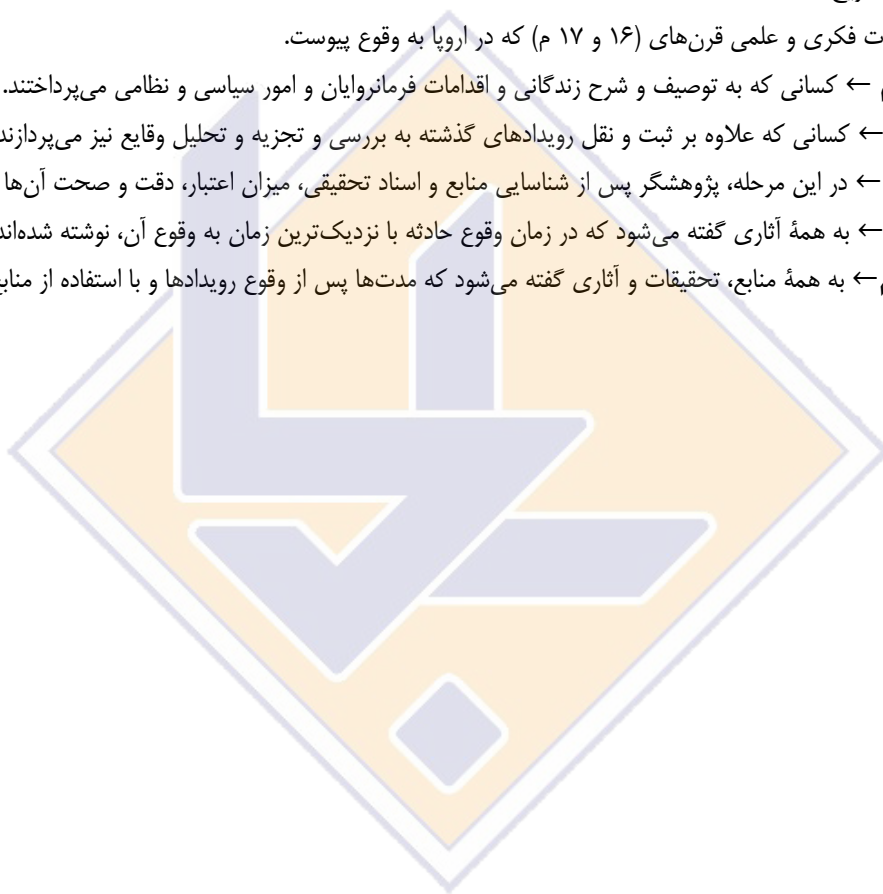 ت فکری و علمی قرن‌های (۱۶ و ۱۷ م) که در اروپا به وقوع پیوست.
← کسانی که به توصیف و شرح زندگانی و اقدامات فرمانروایان و امور سیاسی و نظامی می‌پرداختند.
← کسانی که علاوه بر ثبت و نقل رویدادهای گذشته به بررسی و تجزیه و تحلیل وقایع نیز می‌پردازند
← در این مرحله، پژوهشگر پس از شناسایی منابع و اسناد تحقیقی، میزان اعتبار، دقت و صحت آن‌ها
← به همۀ آثاری گفته می‌شود که در زمان وقوع حادثه با نزدیک‌ترین زمان به وقوع آن، نوشته شده‌اند
← به همۀ منابع، تحقیقات و آثاری گفته می‌شود که مدت‌ها پس از وقوع رویدادها و با استفاده از منابع